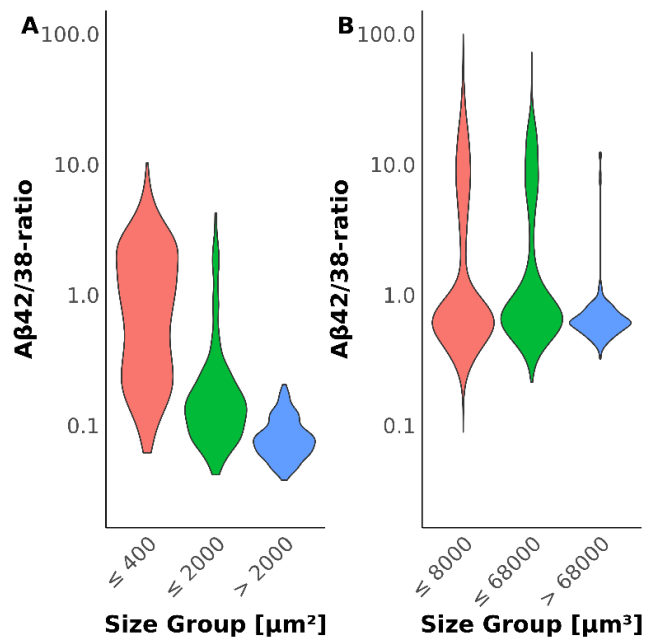 A
Aβ42/38-ratio
100.0
10.0
1.0
0.1
≤ 400
≤ 2000
> 2000
Size Group [µm²]
B
Aβ42/38-ratio
100.0
10.0
1.0
0.1
≤ 8000
≤ 68000
> 68000
Size Group [µm³]